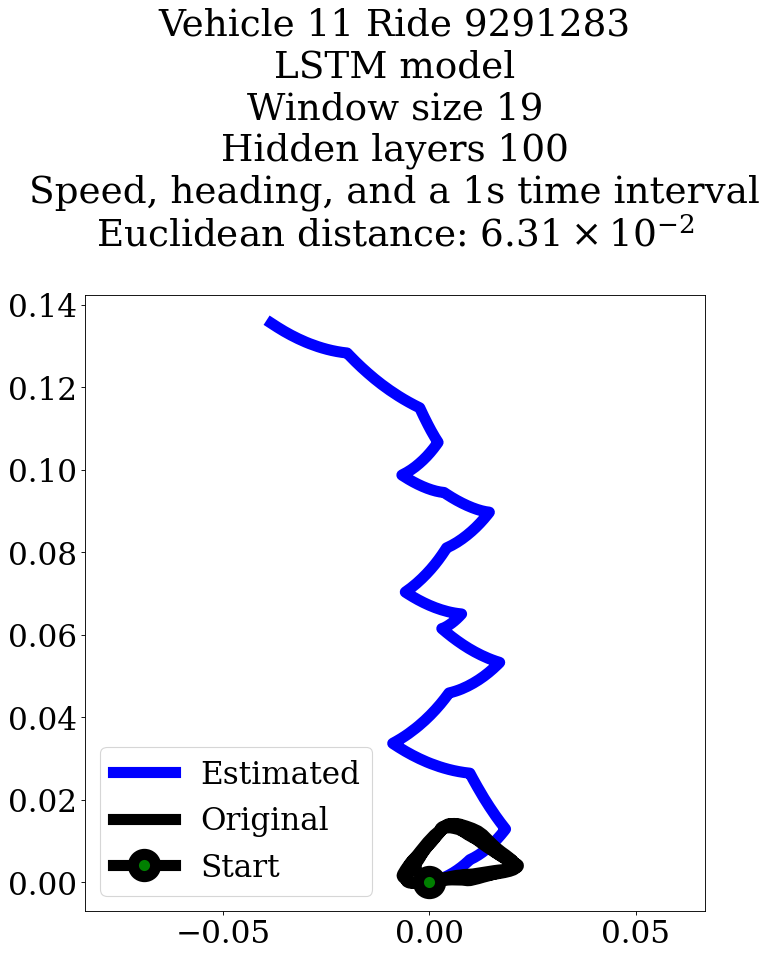 Vehicle 11 Ride 9291283
LSTM model
Window size 19
Hidden layers 100
Speed, heading, and a 1s time interval
Euclidean distance: 6.31 × 10⁻²
0.14
0.12
0.10
0.08
0.06
0.04
0.02
0.00
Estimated
Original
Start
−0.05
0.00
0.05